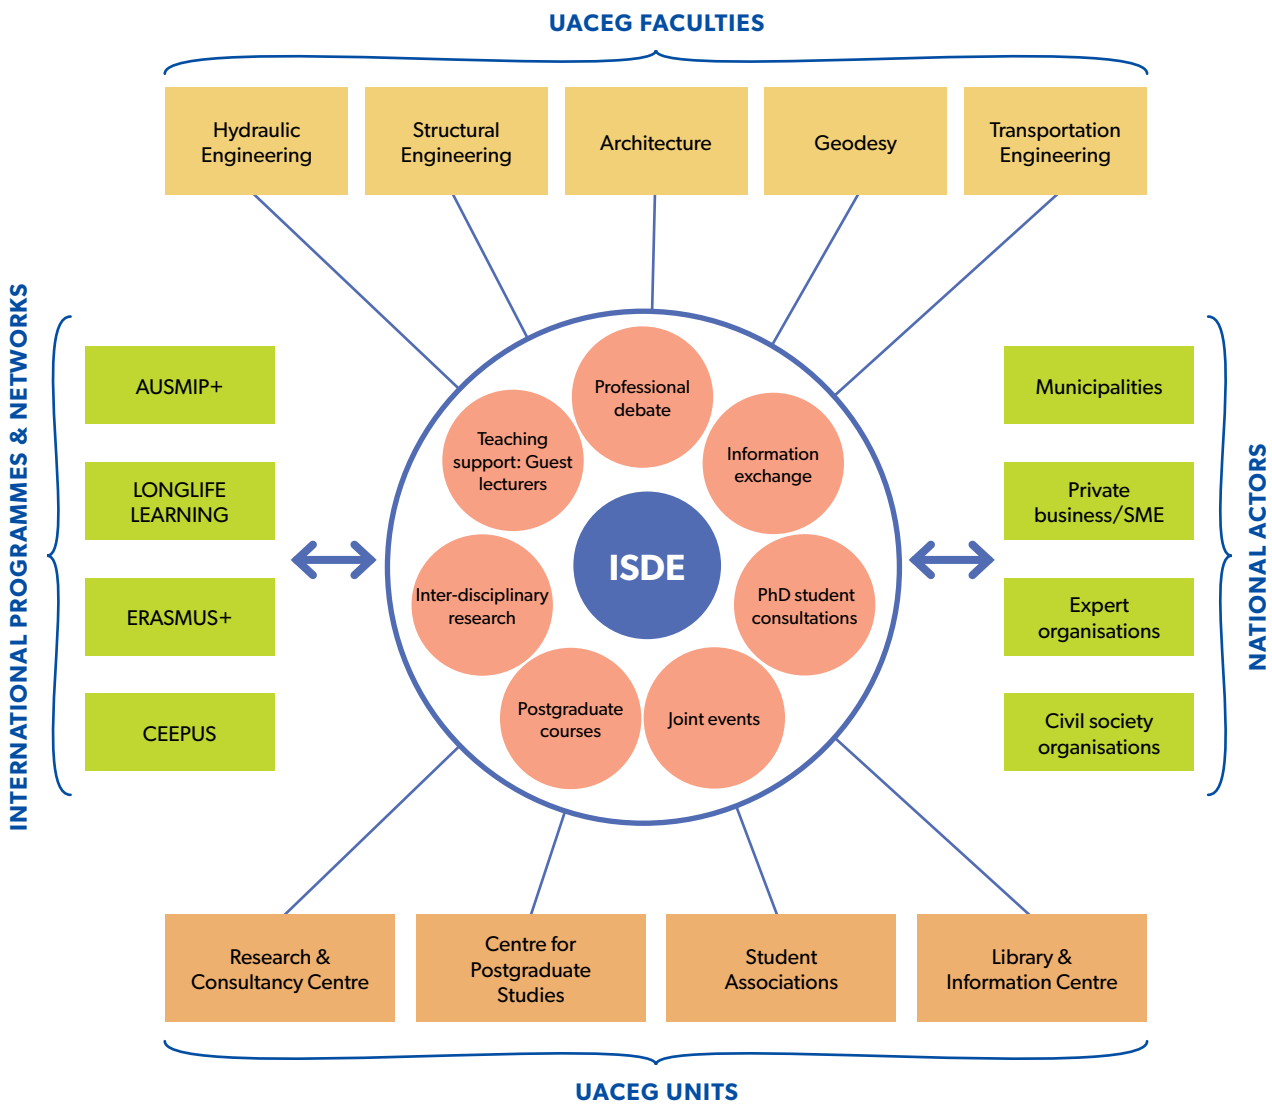 UACEG FACULTIES
Hydraulic
Engineering
Structural
Engineering
Architecture
Geodesy
Transportation
Engineering
INTERNATIONAL PROGRAMMES & NETWORKS
AUSMIP+
LONGLIFE
LEARNING
ERASMUS+
CEEPUS
Professional
debate
Teaching
support: Guest
lecturers
Information
exchange
ISDE
Inter-disciplinary
research
PhD student
consultations
Postgraduate
courses
Joint events
Municipalities
Private
business/SME
Expert
organisations
Civil society
organisations
NATIONAL ACTORS
Research &
Consultancy Centre
Centre for
Postgraduate
Studies
Student
Associations
Library &
Information Centre
UACEG UNITS